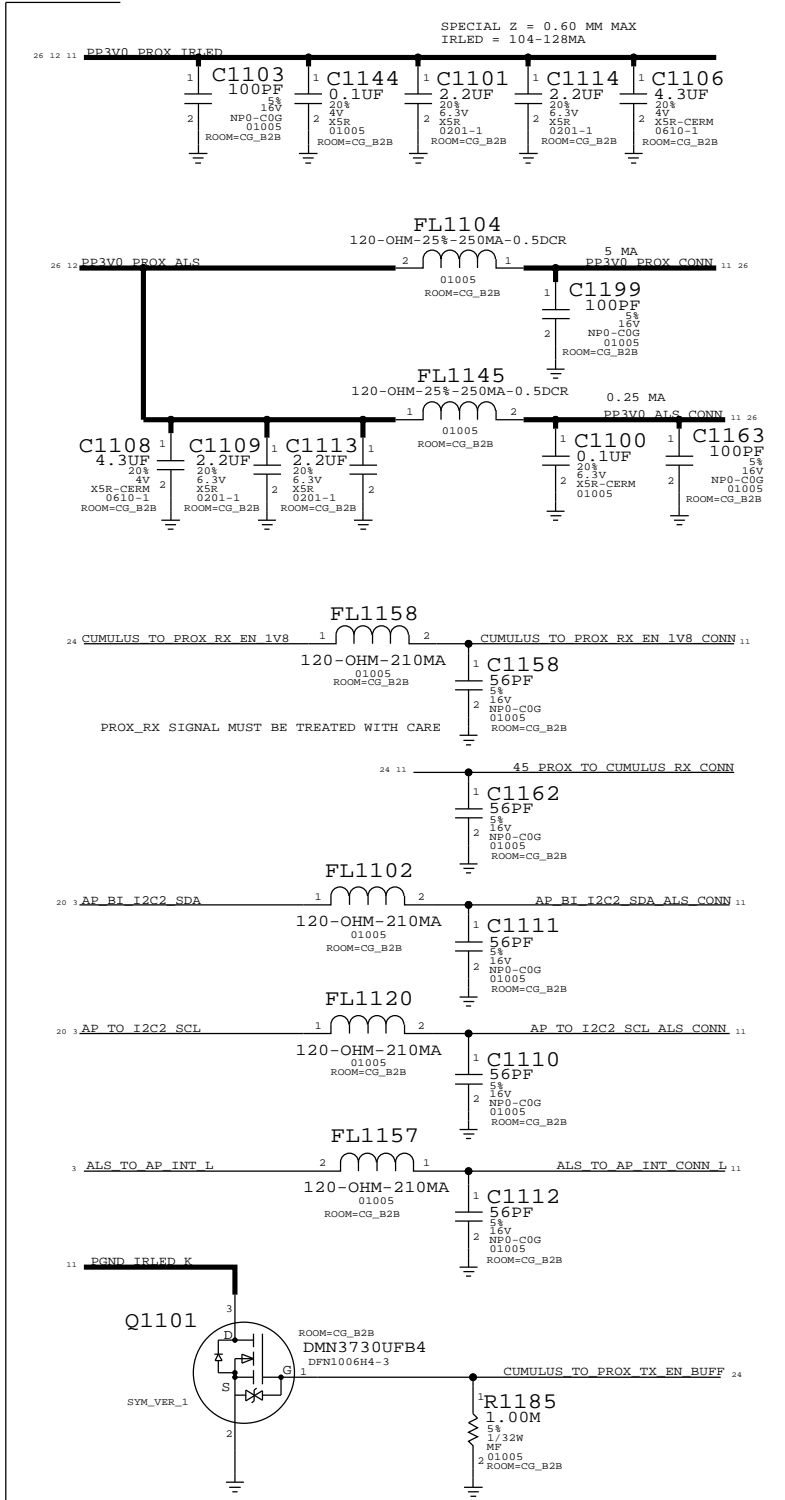 SPECIAL Z = 0.60 MM MAX
IRLED = 104-128MA
26 12 11 PP3V0_PROX_IRLED
1 C1103
100PF
5%
16V
2 NP0-C0G
01005
ROOM=CG_B2B
1 C1144
0.1UF
20%
4V
2 X5R
01005
ROOM=CG_B2B
1 C1101
2.2UF
20%
6.3V
2 X5R
0201-1
ROOM=CG_B2B
1 C1114
2.2UF
20%
6.3V
2 X5R
0201-1
ROOM=CG_B2B
1 C1106
4.3UF
20%
4V
2 X5R-CERM
0610-1
ROOM=CG_B2B
FL1104
120-OHM-25%-250MA-0.5DCR
26 12 PP3V0_PROX_ALS
2 1
01005
ROOM=CG_B2B
5 MA
PP3V0_PROX_CONN 11 26
1 C1199
100PF
5%
16V
2 NP0-C0G
01005
ROOM=CG_B2B
FL1145
120-OHM-25%-250MA-0.5DCR
1 2
01005
ROOM=CG_B2B
0.25 MA
PP3V0_ALS_CONN 11 26
C1108 1
4.3UF
20%
4V
X5R-CERM 2
0610-1
ROOM=CG_B2B
C1109 1
2.2UF
20%
6.3V
X5R 2
0201-1
ROOM=CG_B2B
C1113 1
2.2UF
20%
6.3V
X5R 2
0201-1
ROOM=CG_B2B
1 C1100
0.1UF
20%
6.3V
2 X5R-CERM
01005
1 C1163
100PF
5%
16V
2 NP0-C0G
01005
ROOM=CG_B2B
FL1158
24 CUMULUS_TO_PROX_RX_EN_1V8 1 2 CUMULUS_TO_PROX_RX_EN_1V8_CONN 11
120-OHM-210MA
01005
ROOM=CG_B2B
1 C1158
56PF
5%
16V
2 NP0-C0G
01005
ROOM=CG_B2B
PROX_RX SIGNAL MUST BE TREATED WITH CARE
24 11 45_PROX_TO_CUMULUS_RX_CONN
1 C1162
56PF
5%
16V
2 NP0-C0G
01005
ROOM=CG_B2B
FL1102
20 3 AP_BI_I2C2_SDA 1 2 AP_BI_I2C2_SDA_ALS_CONN 11
120-OHM-210MA
01005
ROOM=CG_B2B
1 C1111
56PF
5%
16V
2 NP0-C0G
01005
ROOM=CG_B2B
FL1120
20 3 AP_TO_I2C2_SCL 1 2 AP_TO_I2C2_SCL_ALS_CONN 11
120-OHM-210MA
01005
ROOM=CG_B2B
1 C1110
56PF
5%
16V
2 NP0-C0G
01005
ROOM=CG_B2B
FL1157
3 ALS_TO_AP_INT_L 2 1 ALS_TO_AP_INT_CONN_L 11
120-OHM-210MA
01005
ROOM=CG_B2B
1 C1112
56PF
5%
16V
2 NP0-C0G
01005
ROOM=CG_B2B
11 PGND_IRLED_K
3
Q1101
D
ROOM=CG_B2B
DMN3730UFB4
DFN1006H4-3
S G 1 CUMULUS_TO_PROX_TX_EN_BUFF 24
SYM_VER_1
2
1 R1185
1.00M
5%
1/32W
MF
2 01005
ROOM=CG_B2B